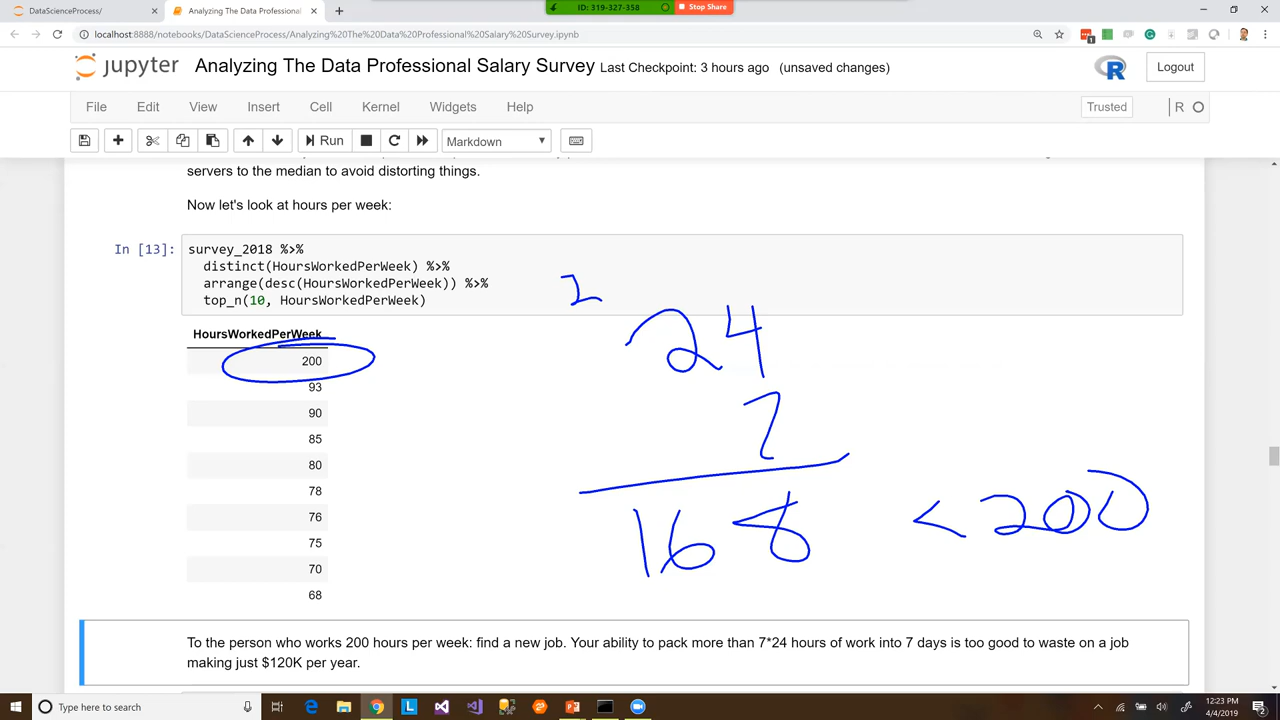 DataScienceProcess/
Analyzing The Data Professional
ID: 319-327-358
Stop Share
localhost:8888/notebooks/DataScienceProcess/Analyzing%20The%20Data%20Professional%20Salary%20Survey.ipynb
jupyter Analyzing The Data Professional Salary Survey Last Checkpoint: 3 hours ago (unsaved changes)
R
Logout
File Edit View Insert Cell Kernel Widgets Help
Trusted
R
Run
Markdown
servers to the median to avoid distorting things.
Now let's look at hours per week:
In [13]:
survey_2018 %>%
distinct(HoursWorkedPerWeek) %>%
arrange(desc(HoursWorkedPerWeek)) %>%
top_n(10, HoursWorkedPerWeek)
HoursWorkedPerWeek
200
93
90
85
80
78
76
75
70
68
2
24
7
168 < 200
To the person who works 200 hours per week: find a new job. Your ability to pack more than 7*24 hours of work into 7 days is too good to waste on a job
making just $120K per year.
Type here to search
12:23 PM
4/4/2019